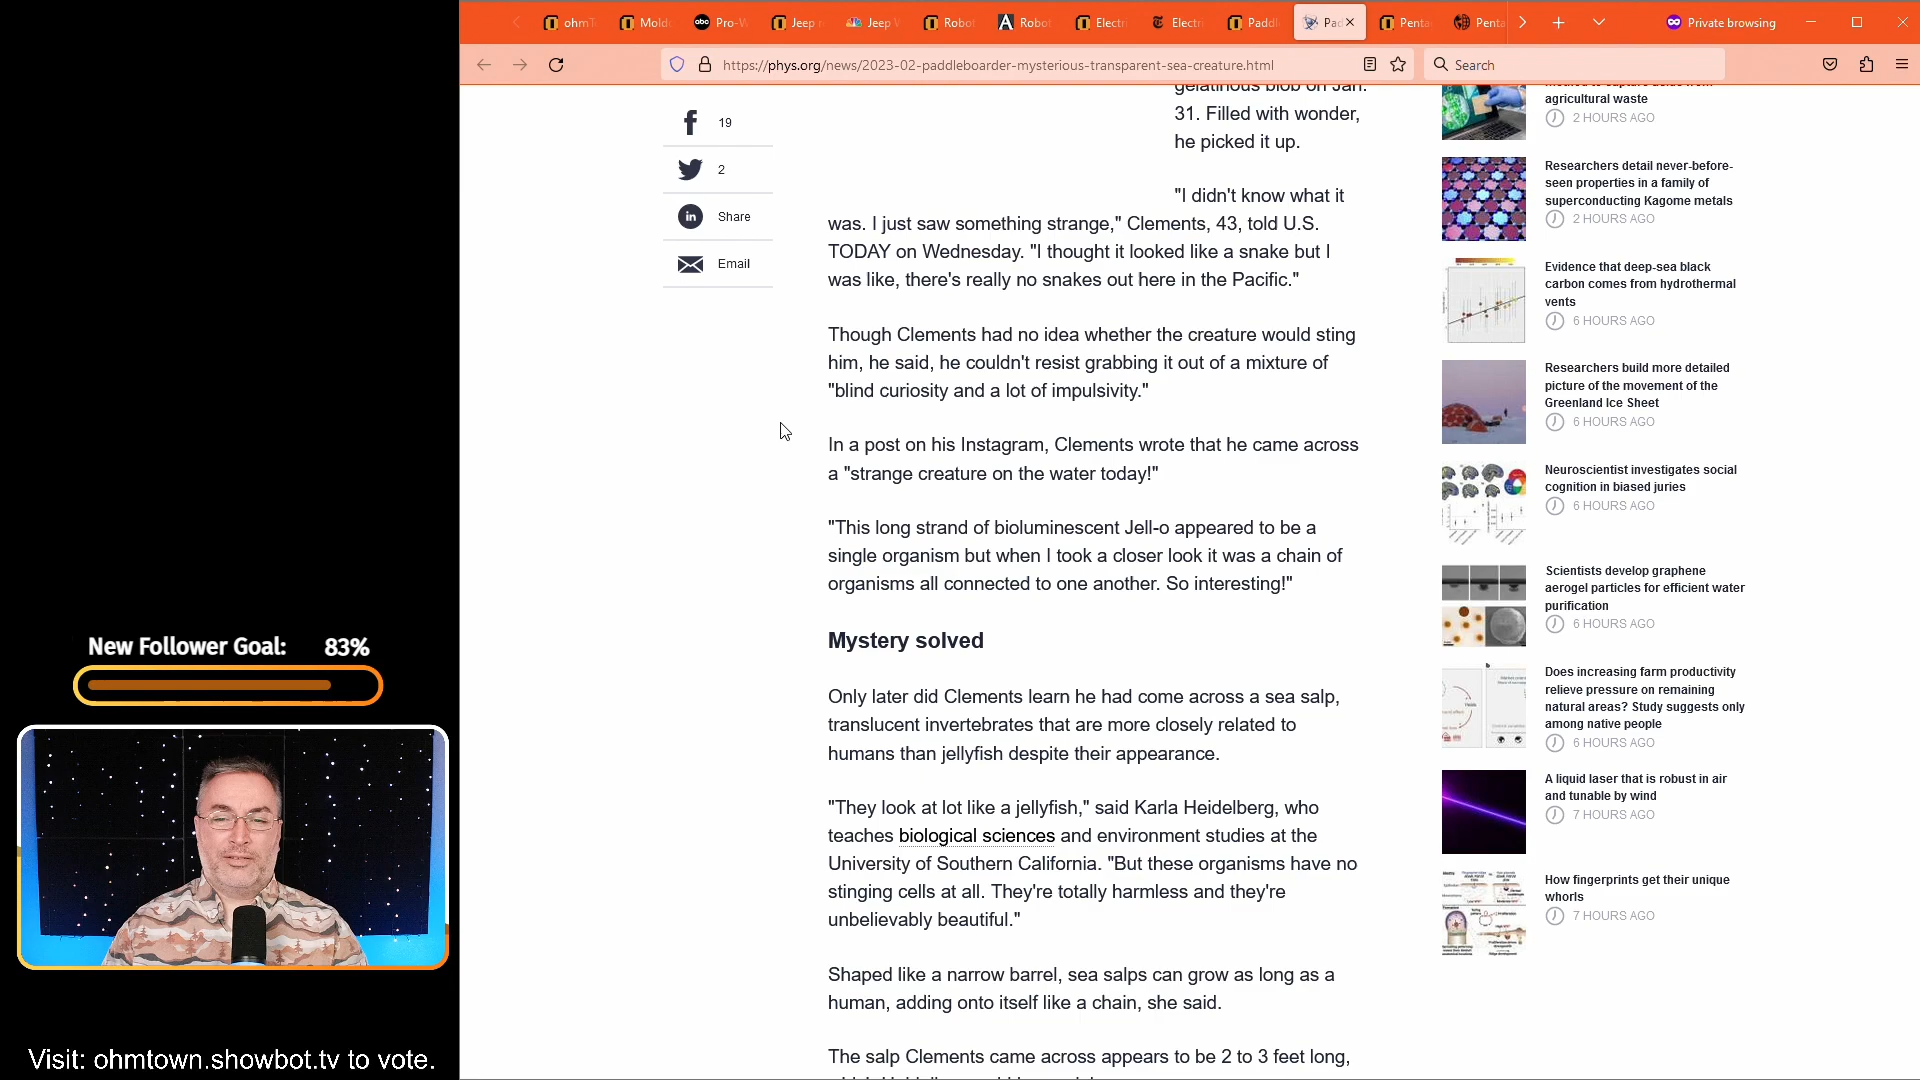 ohmT
Mold
Pro-W
Jeep
Jeep
Robot
Robot
Electri
Electri
Paddl
Pad
Penta
Penta
Private browsing
https://phys.org/news/2023-02-paddleboarder-mysterious-transparent-sea-creature.html
Search
19
2
Share
Email
gelatinous blob on Jan.
31. Filled with wonder,
he picked it up.
"I didn't know what it
was. I just saw something strange," Clements, 43, told U.S.
TODAY on Wednesday. "I thought it looked like a snake but I
was like, there's really no snakes out here in the Pacific."
Though Clements had no idea whether the creature would sting
him, he said, he couldn't resist grabbing it out of a mixture of
"blind curiosity and a lot of impulsivity."
In a post on his Instagram, Clements wrote that he came across
a "strange creature on the water today!"
"This long strand of bioluminescent Jell-o appeared to be a
single organism but when I took a closer look it was a chain of
organisms all connected to one another. So interesting!"
Mystery solved
Only later did Clements learn he had come across a sea salp,
translucent invertebrates that are more closely related to
humans than jellyfish despite their appearance.
"They look at lot like a jellyfish," said Karla Heidelberg, who
teaches biological sciences and environment studies at the
University of Southern California. "But these organisms have no
stinging cells at all. They're totally harmless and they're
unbelievably beautiful."
Shaped like a narrow barrel, sea salps can grow as long as a
human, adding onto itself like a chain, she said.
The salp Clements came across appears to be 2 to 3 feet long,
agricultural waste
2 HOURS AGO
Researchers detail never-before-
seen properties in a family of
superconducting Kagome metals
2 HOURS AGO
Evidence that deep-sea black
carbon comes from hydrothermal
vents
6 HOURS AGO
Researchers build more detailed
picture of the movement of the
Greenland Ice Sheet
6 HOURS AGO
Neuroscientist investigates social
cognition in biased juries
6 HOURS AGO
Scientists develop graphene
aerogel particles for efficient water
purification
6 HOURS AGO
Does increasing farm productivity
relieve pressure on remaining
natural areas? Study suggests only
among native people
6 HOURS AGO
A liquid laser that is robust in air
and tunable by wind
7 HOURS AGO
How fingerprints get their unique
whorls
7 HOURS AGO
New Follower Goal: 83%
Visit: ohmtown.showbot.tv to vote.